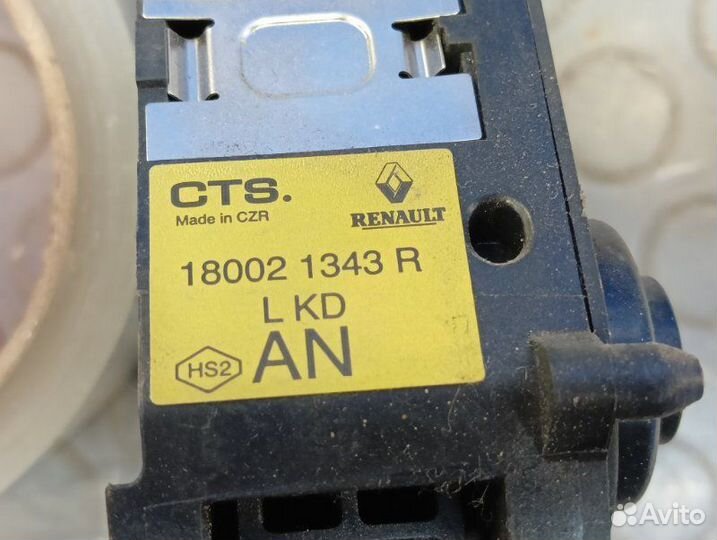 CTS.
Made in CZR
RENAULT
18002 1343 R
L KD
HS2
AN
Avito